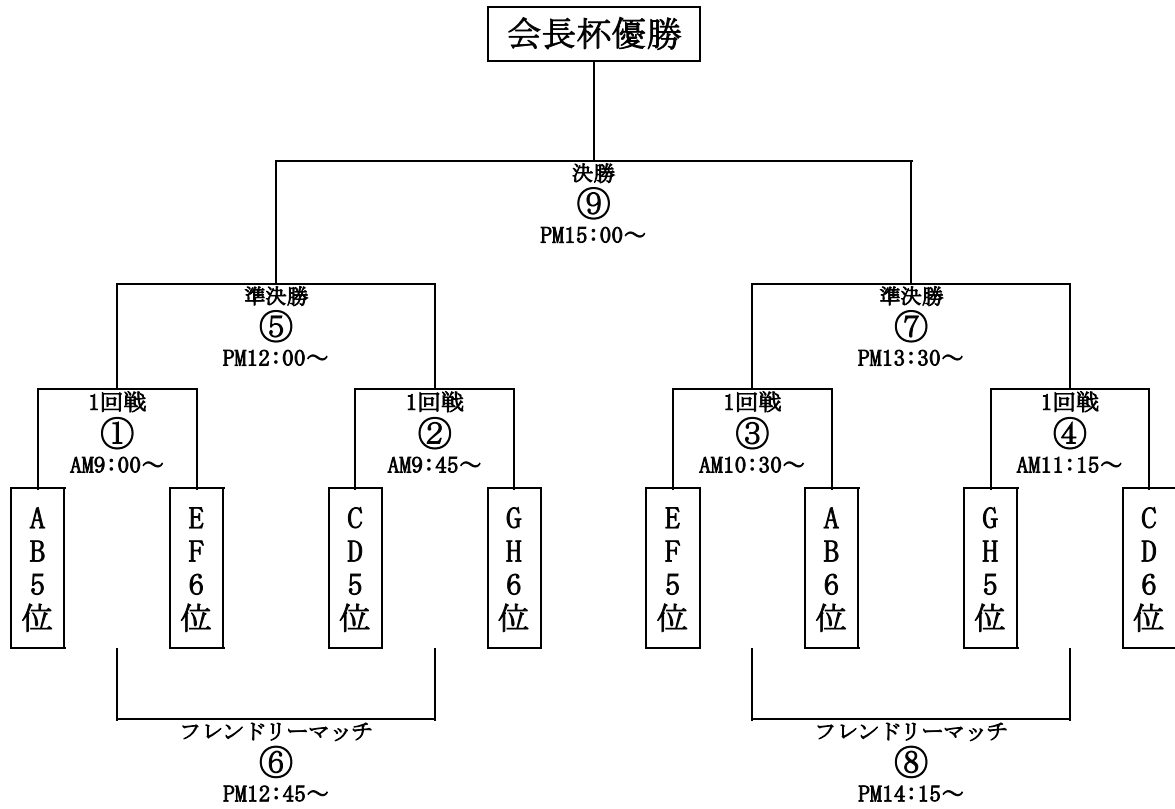 会長杯優勝
決勝
⑨
PM15:00～
準決勝
⑤
PM12:00～
準決勝
⑦
PM13:30～
1回戦
①
AM9:00～
1回戦
②
AM9:45～
1回戦
③
AM10:30～
1回戦
④
AM11:15～
AB5位
EF6位
CD5位
GH6位
EF5位
AB6位
GH5位
CD6位
フレンドリーマッチ
⑥
PM12:45～
フレンドリーマッチ
⑧
PM14:15～